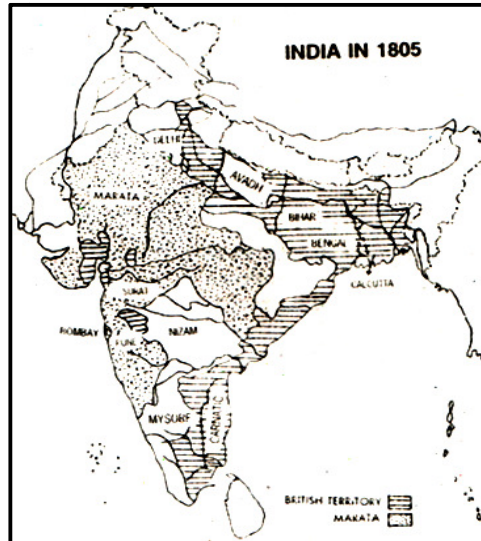 INDIA IN 1805
DELHI
AVADH
MARATA
BIHAR
BENGAL
CALCUTTA
SURAT
BOMBAY
PUNE
NIZAM
MYSURE
CARNATIC
BRITISH TERRITORY
MARATA